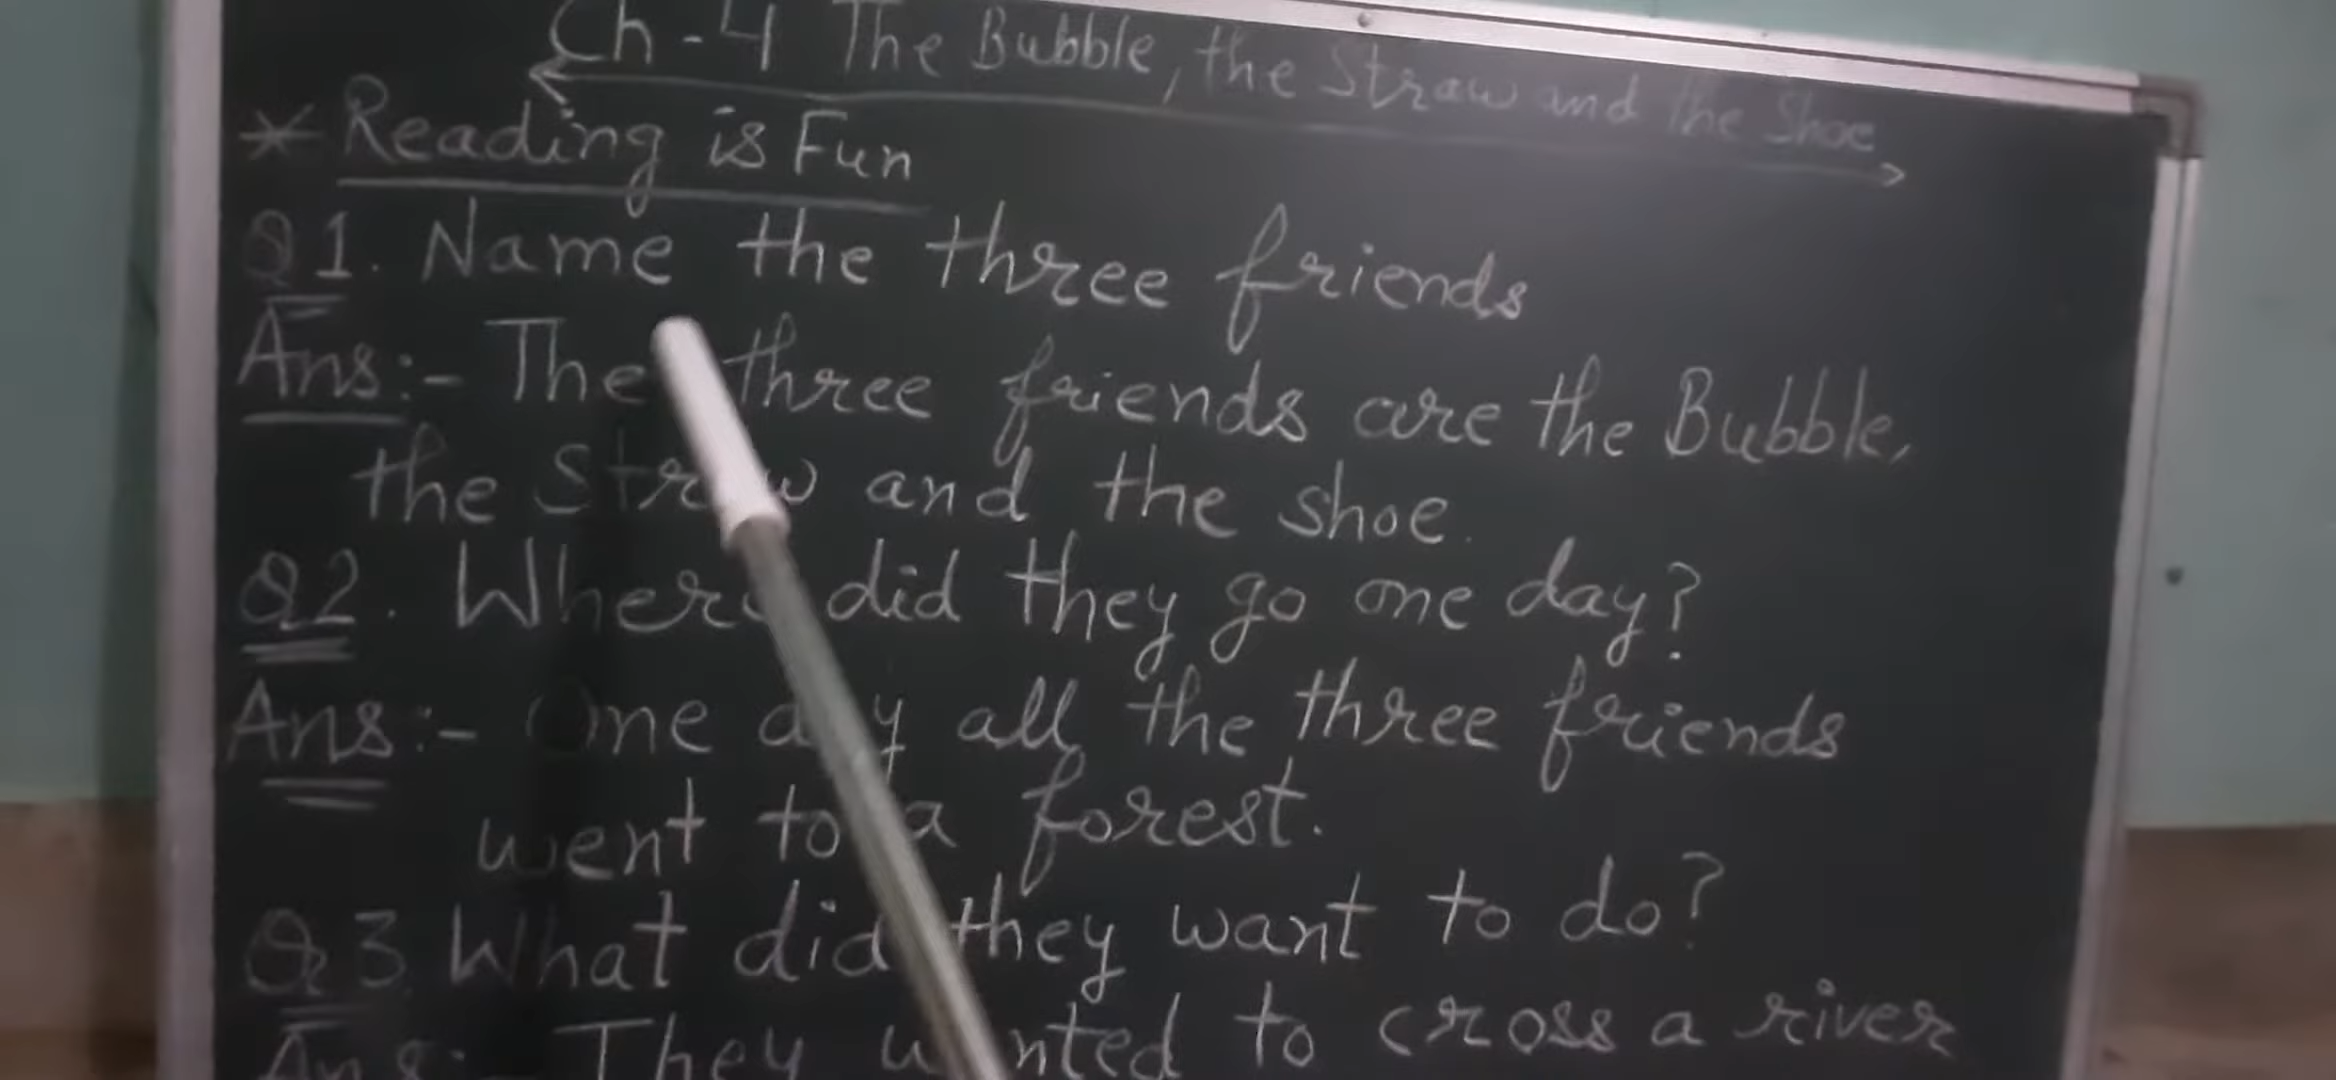 Ch - 4 The Bubble, the Straw and the Shoe
* Reading is Fun
Q1. Name the three friends
Ans:- The three friends are the Bubble,
the Straw and the Shoe.
Q2. Where did they go one day?
Ans:- One day all the three friends
went to a forest.
Q3. What did they want to do?
Ans:- They wanted to cross a river